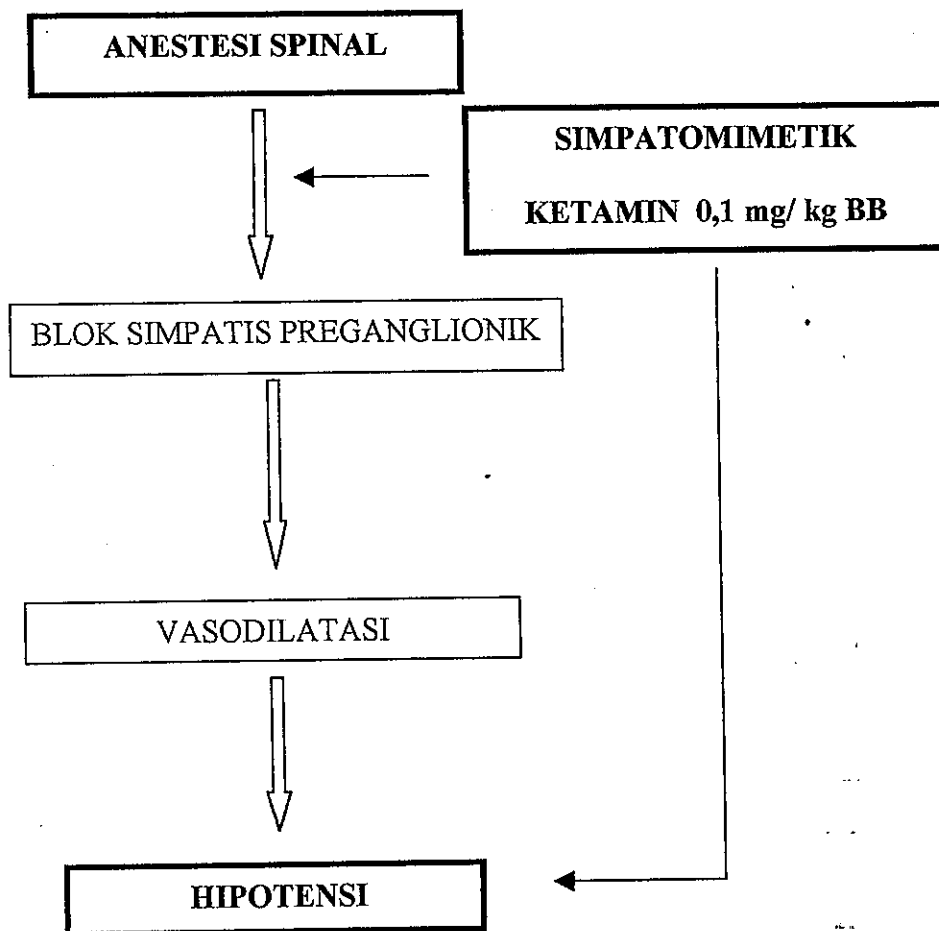 ANESTESI SPINAL
SIMPATOMIMETIK
KETAMIN 0,1 mg/ kg BB
BLOK SIMPATIS PREGANGLIONIK
VASODILATASI
HIPOTENSI